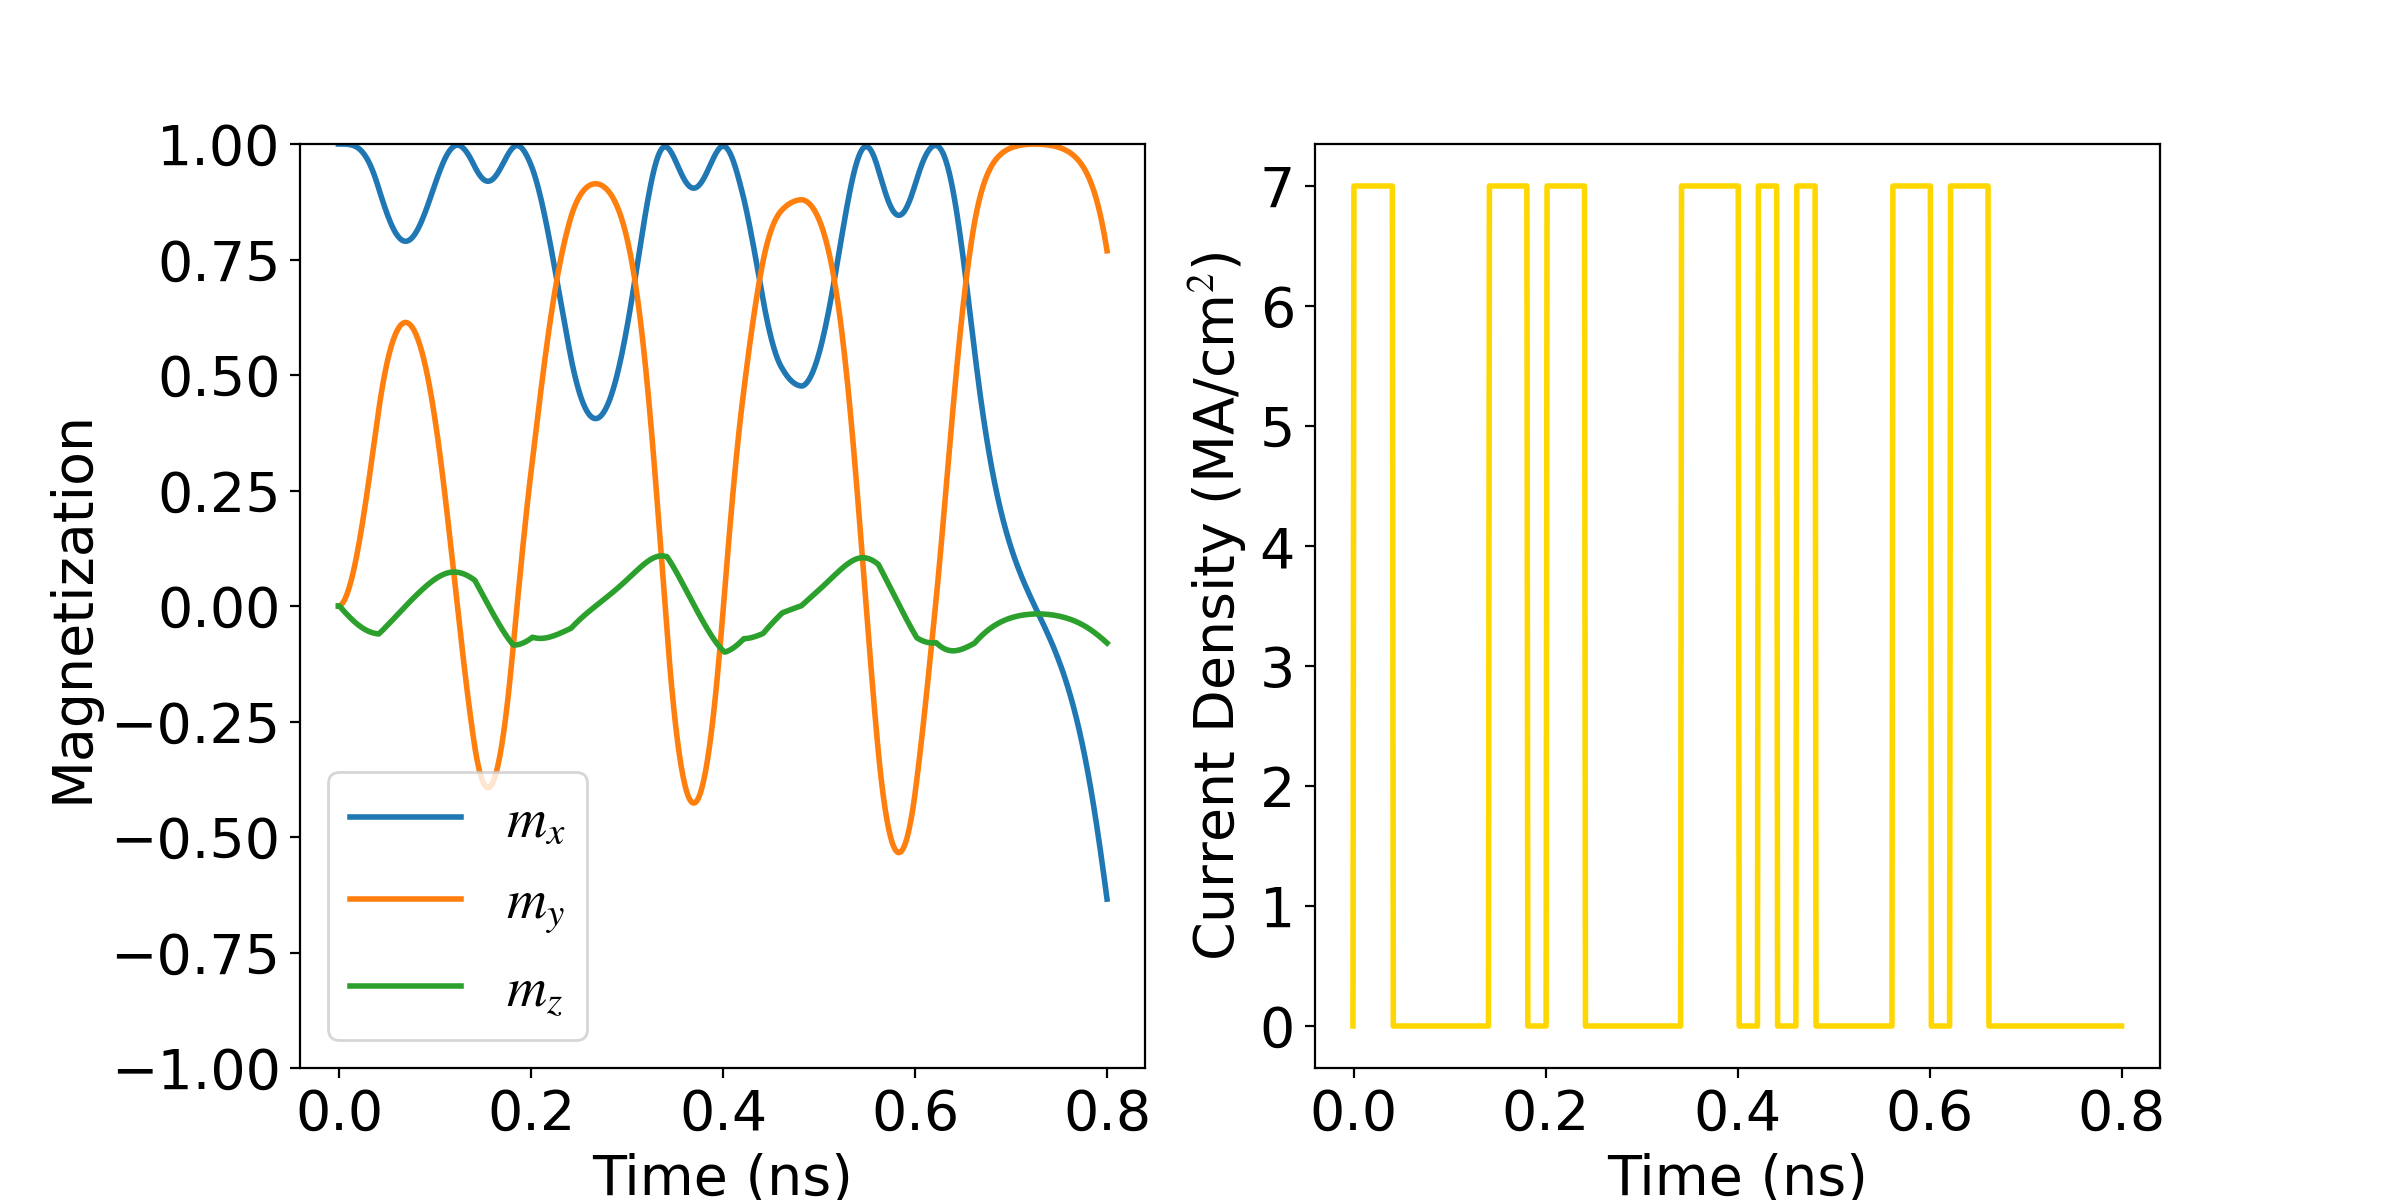 Magnetization
1.00
0.75
0.50
0.25
0.00
−0.25
−0.50
−0.75
−1.00
0.0 0.2 0.4 0.6 0.8
Time (ns)
m_x
m_y
m_z
Current Density (MA/cm²)
7
6
5
4
3
2
1
0
0.0 0.2 0.4 0.6 0.8
Time (ns)